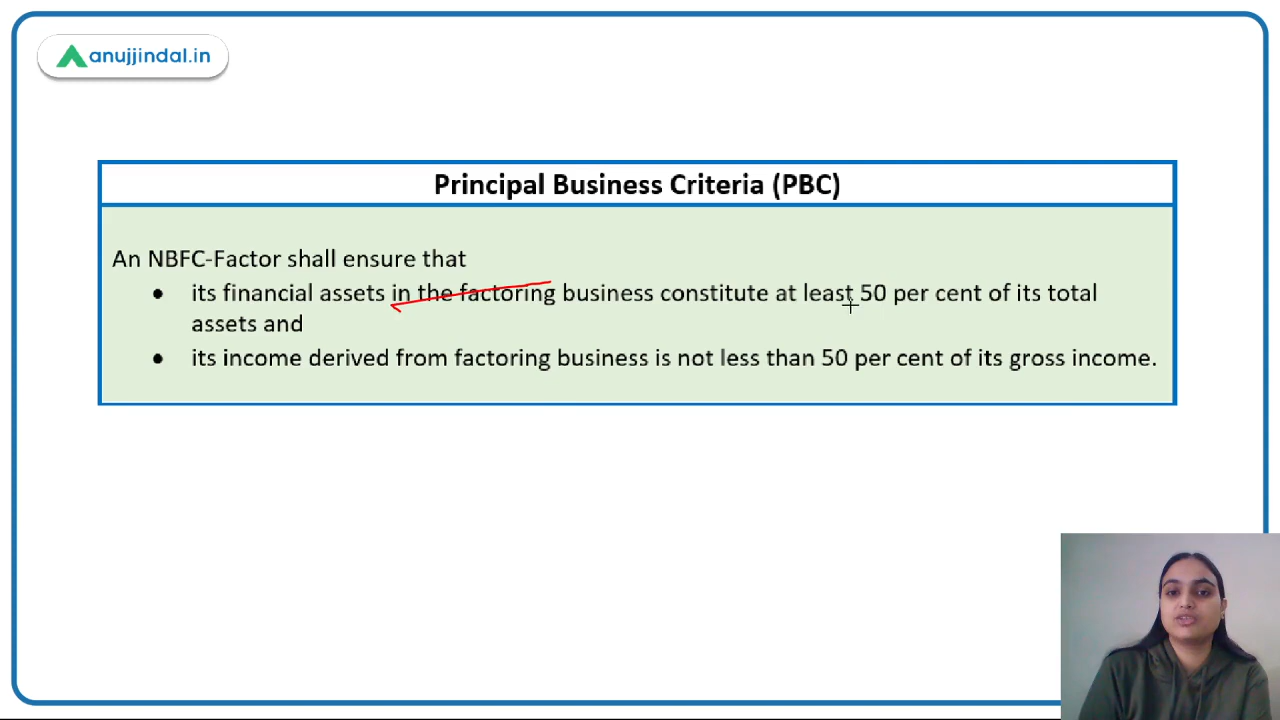 anujjindal.in
Principal Business Criteria (PBC)
An NBFC-Factor shall ensure that
• its financial assets in the factoring business constitute at least 50 per cent of its total
assets and
• its income derived from factoring business is not less than 50 per cent of its gross income.